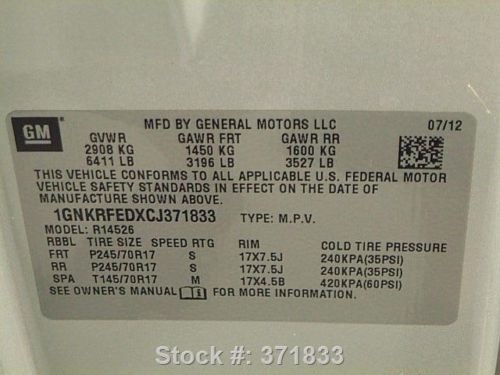 GM
MFD BY GENERAL MOTORS LLC 07/12
GVWR GAWR FRT GAWR RR
2908 KG 1450 KG 1600 KG
6411 LB 3196 LB 3527 LB
THIS VEHICLE CONFORMS TO ALL APPLICABLE U.S. FEDERAL MOTOR
VEHICLE SAFETY STANDARDS IN EFFECT ON THE DATE OF
MANUFACTURE SHOWN ABOVE.
1GNKRFEDXCJ371833 TYPE: M.P.V.
MODEL: R14526
RBBL TIRE SIZE SPEED RTG RIM COLD TIRE PRESSURE
FRT P245/70R17 S 17X7.5J 240KPA(35PSI)
RR P245/70R17 S 17X7.5J 240KPA(35PSI)
SPA T145/70R17 M 17X4.5B 420KPA(60PSI)
SEE OWNER'S MANUAL FOR MORE INFORMATION.
Stock #: 371833